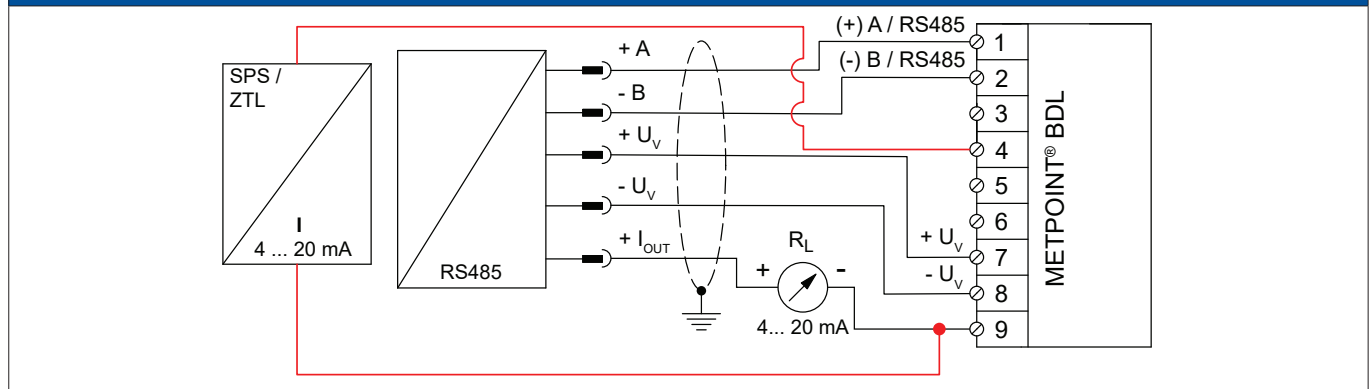 SPS /
ZTL
I
4 ... 20 mA
RS485
+ A
- B
+ UV
- UV
+ IOUT
RL
+ -
4... 20 mA
(+) A / RS485
(-) B / RS485
+ UV
- UV
1
2
3
4
5
6
7
8
9
METPOINT® BDL